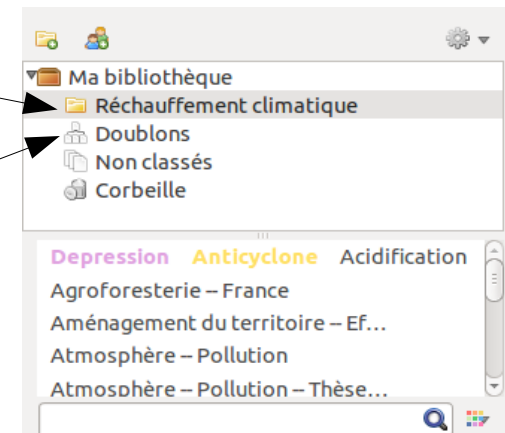 Ma bibliothèque
Réchauffement climatique
Doublons
Non classés
Corbeille
Depression Anticyclone Acidification
Agroforesterie – France
Aménagement du territoire – Ef…
Atmosphère – Pollution
Atmosphère – Pollution – Thèse…